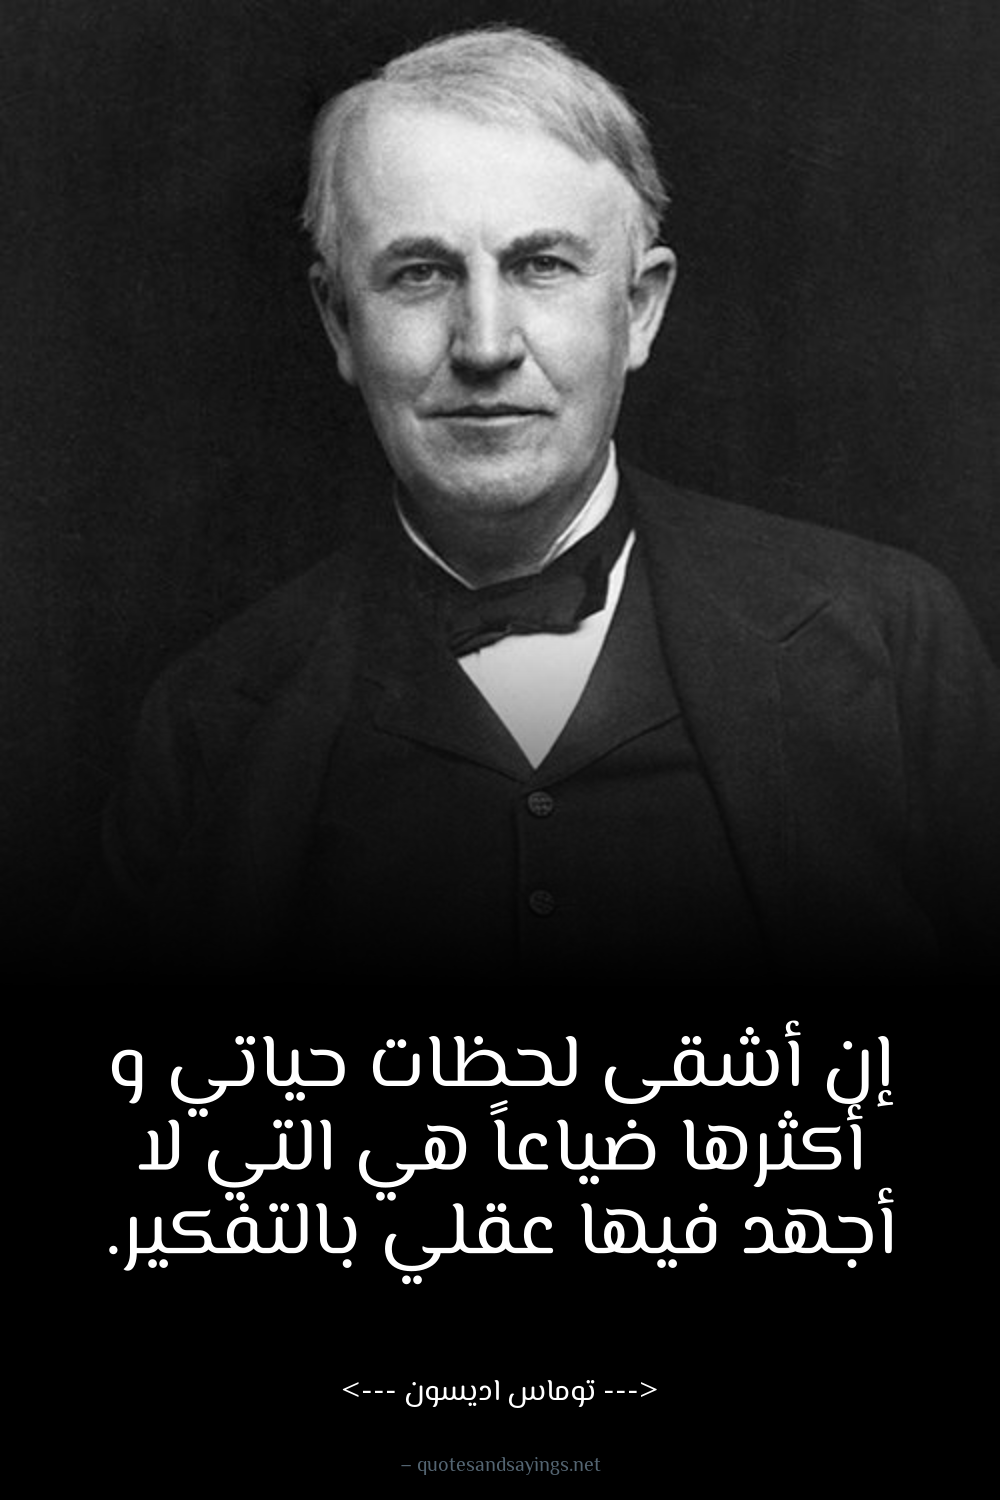 إن أشقى لحظات حياتي و
أكثرها ضياعاً هي التي لا
أجهد فيها عقلي بالتفكير.
<--- توماس اديسون --->
– quotesandsayings.net